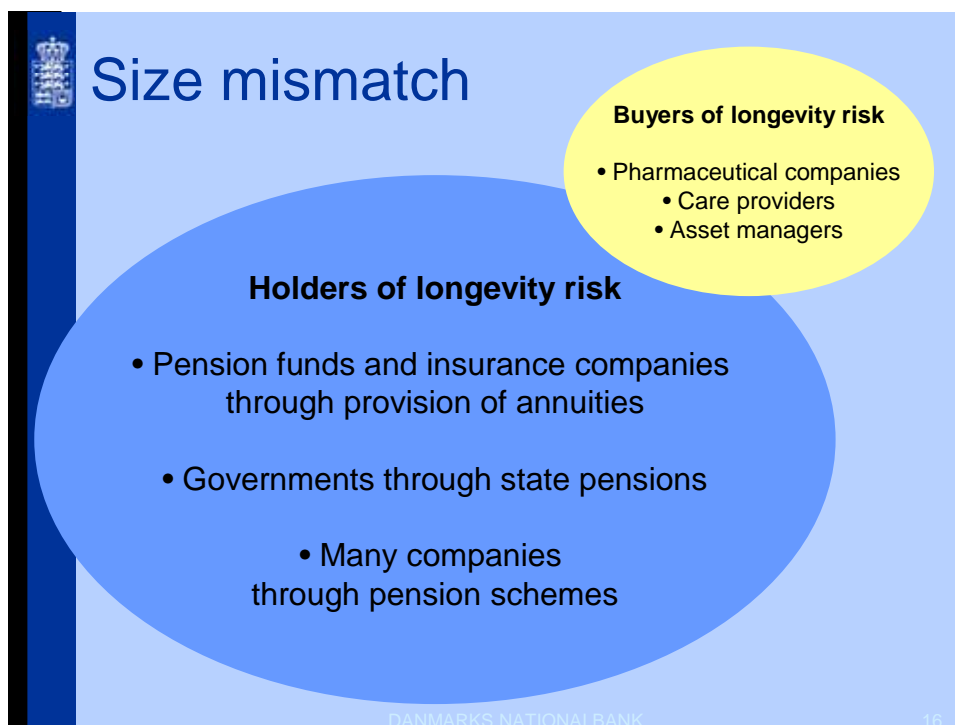 Size mismatch
Buyers of longevity risk
• Pharmaceutical companies
• Care providers
• Asset managers
Holders of longevity risk
• Pension funds and insurance companies
through provision of annuities
• Governments through state pensions
• Many companies
through pension schemes
DANMARKS NATIONALBANK
16